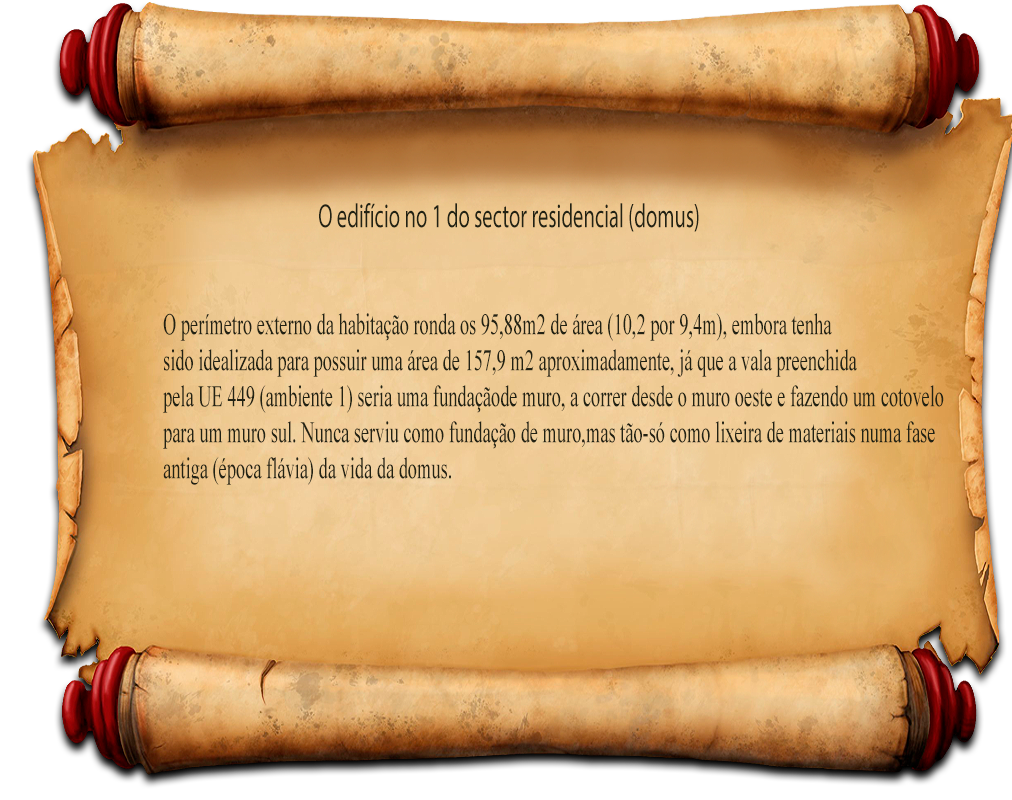 O edifício no 1 do sector residencial (domus)
O perímetro externo da habitação ronda os 95,88m2 de área (10,2 por 9,4m), embora tenha
sido idealizada para possuir uma área de 157,9 m2 aproximadamente, já que a vala preenchida
pela UE 449 (ambiente 1) seria uma fundaçãode muro, a correr desde o muro oeste e fazendo um cotovelo
para um muro sul. Nunca serviu como fundação de muro,mas tão-só como lixeira de materiais numa fase
antiga (época flávia) da vida da domus.